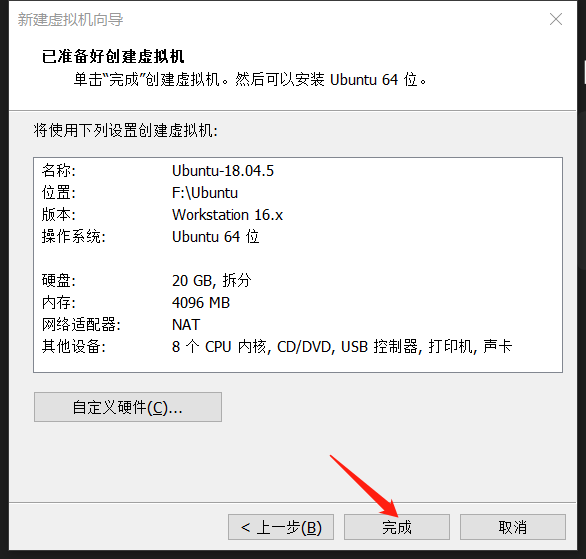 新建虚拟机向导
已准备好创建虚拟机
单击“完成”创建虚拟机。然后可以安装 Ubuntu 64 位。
将使用下列设置创建虚拟机:
名称: Ubuntu-18.04.5
位置: F:\Ubuntu
版本: Workstation 16.x
操作系统: Ubuntu 64 位
硬盘: 20 GB, 拆分
内存: 4096 MB
网络适配器: NAT
其他设备: 8 个 CPU 内核, CD/DVD, USB 控制器, 打印机, 声卡
自定义硬件(C)...
< 上一步(B) 完成 取消